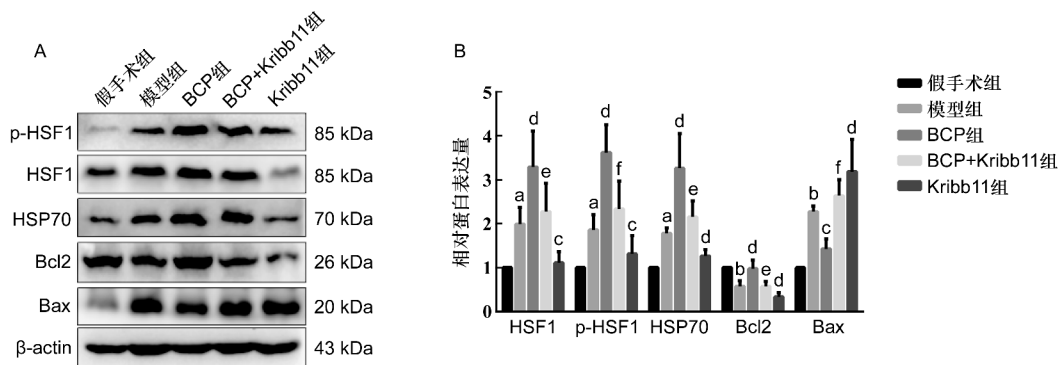 A
假手术组
模型组
BCP组
BCP+Kribb11组
Kribb11组
p-HSF1 85 kDa
HSF1 85 kDa
HSP70 70 kDa
Bcl2 26 kDa
Bax 20 kDa
β-actin 43 kDa
B
假手术组
模型组
BCP组
BCP+Kribb11组
Kribb11组
相对蛋白表达量
5
4
3
2
1
0
a d e c
a d f c
a d e d
b d e d
b c f d
HSF1 p-HSF1 HSP70 Bcl2 Bax